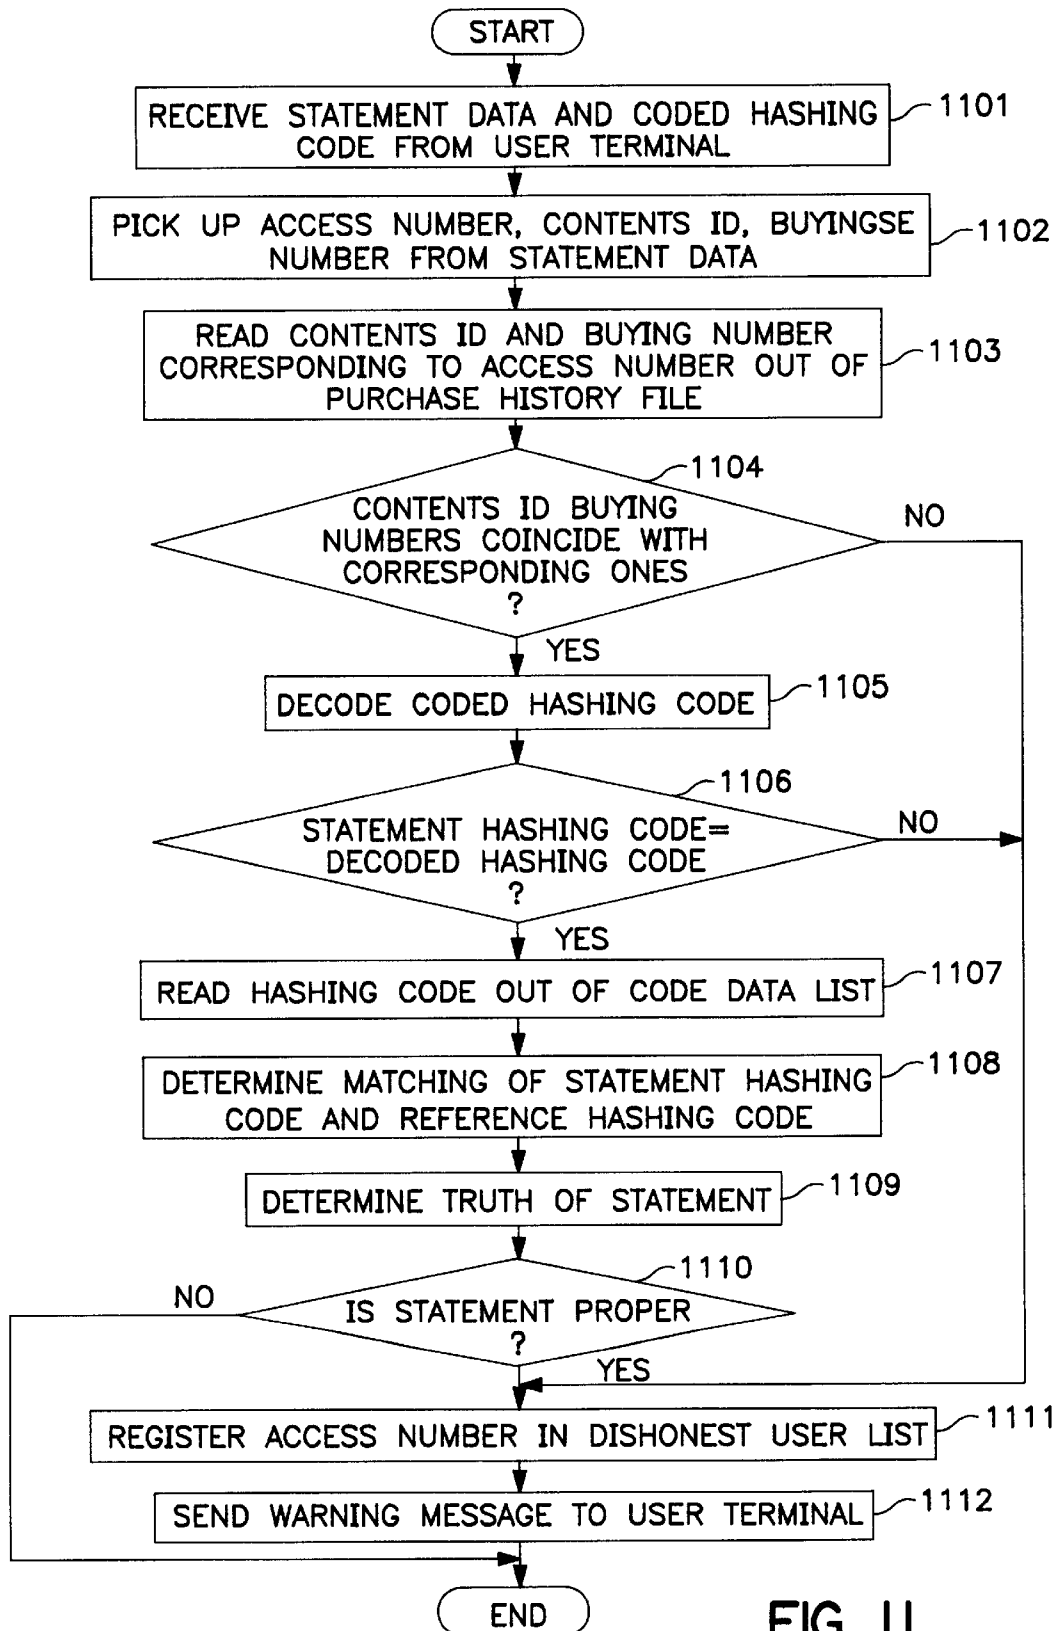 START
RECEIVE STATEMENT DATA AND CODED HASHING
CODE FROM USER TERMINAL
1101
PICK UP ACCESS NUMBER, CONTENTS ID, BUYINGSE
NUMBER FROM STATEMENT DATA
1102
READ CONTENTS ID AND BUYING NUMBER
CORRESPONDING TO ACCESS NUMBER OUT OF
PURCHASE HISTORY FILE
1103
1104
CONTENTS ID BUYING
NUMBERS COINCIDE WITH
CORRESPONDING ONES
?
NO
YES
DECODE CODED HASHING CODE
1105
1106
STATEMENT HASHING CODE=
DECODED HASHING CODE
?
NO
YES
READ HASHING CODE OUT OF CODE DATA LIST
1107
DETERMINE MATCHING OF STATEMENT HASHING
CODE AND REFERENCE HASHING CODE
1108
DETERMINE TRUTH OF STATEMENT
1109
1110
NO
IS STATEMENT PROPER
?
YES
REGISTER ACCESS NUMBER IN DISHONEST USER LIST
1111
SEND WARNING MESSAGE TO USER TERMINAL
1112
END
FIG. 11